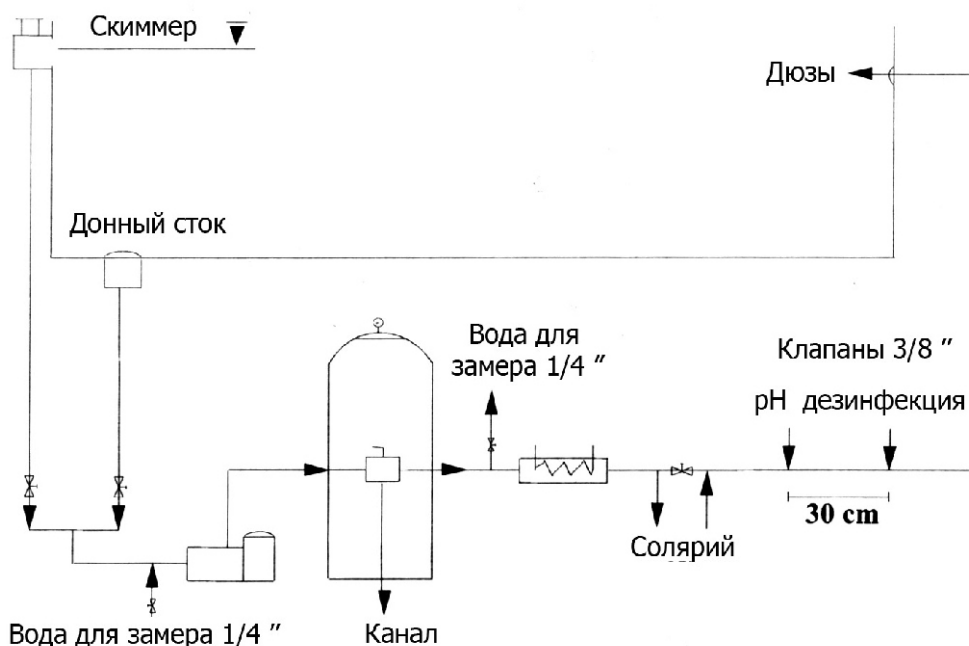 Скиммер
Дюзы
Донный сток
Вода для
замера 1/4 "
Клапаны 3/8 "
pH дезинфекция
30 cm
Солярий
Вода для замера 1/4 "
Канал